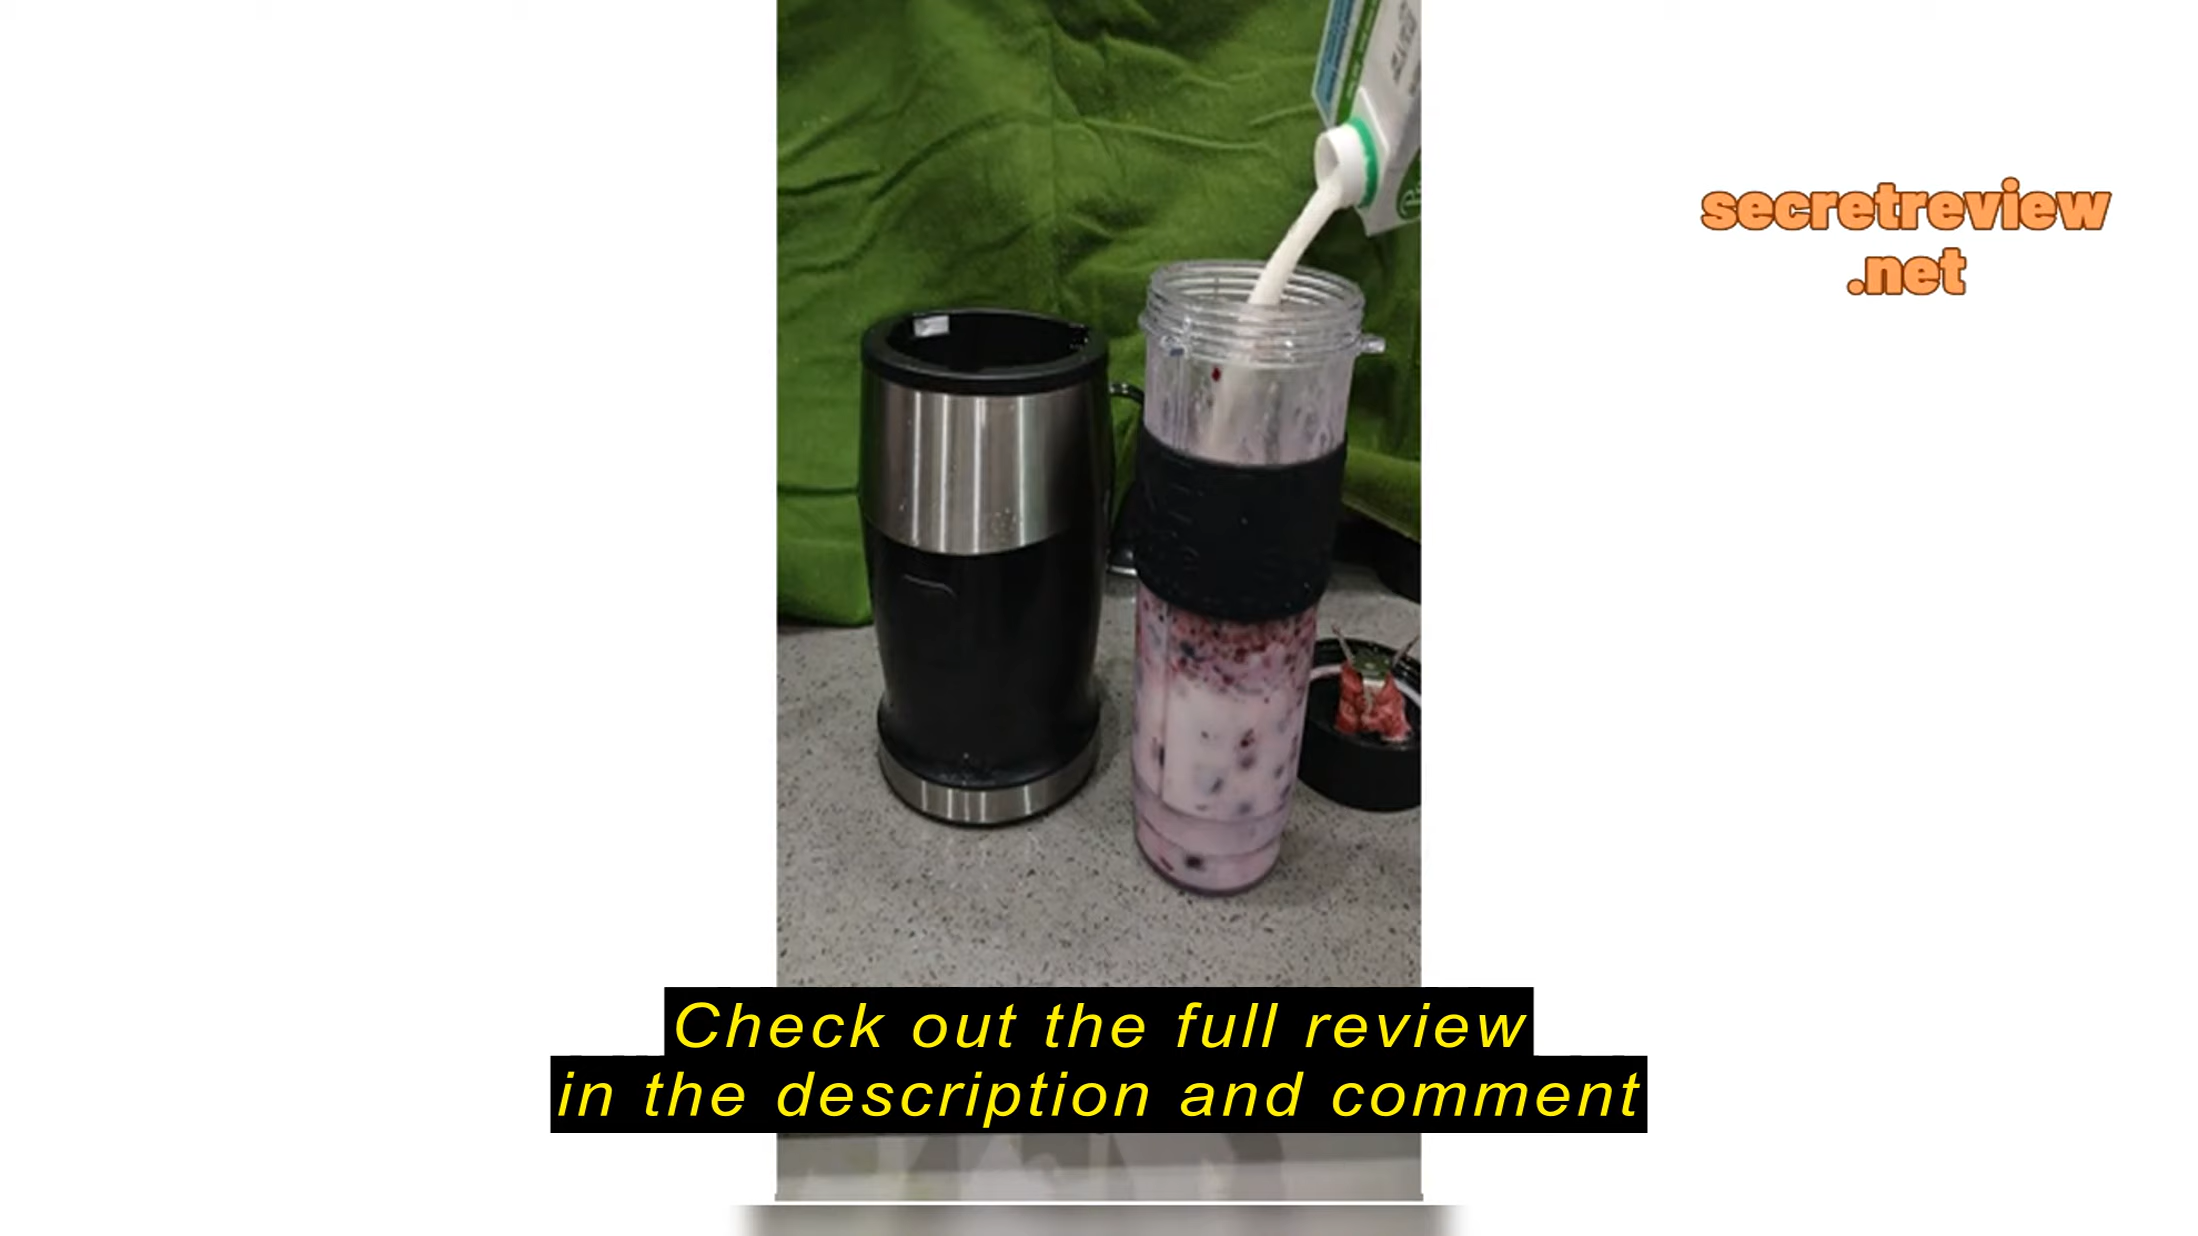 secretreview
.net
Check out the full review
in the description and comment